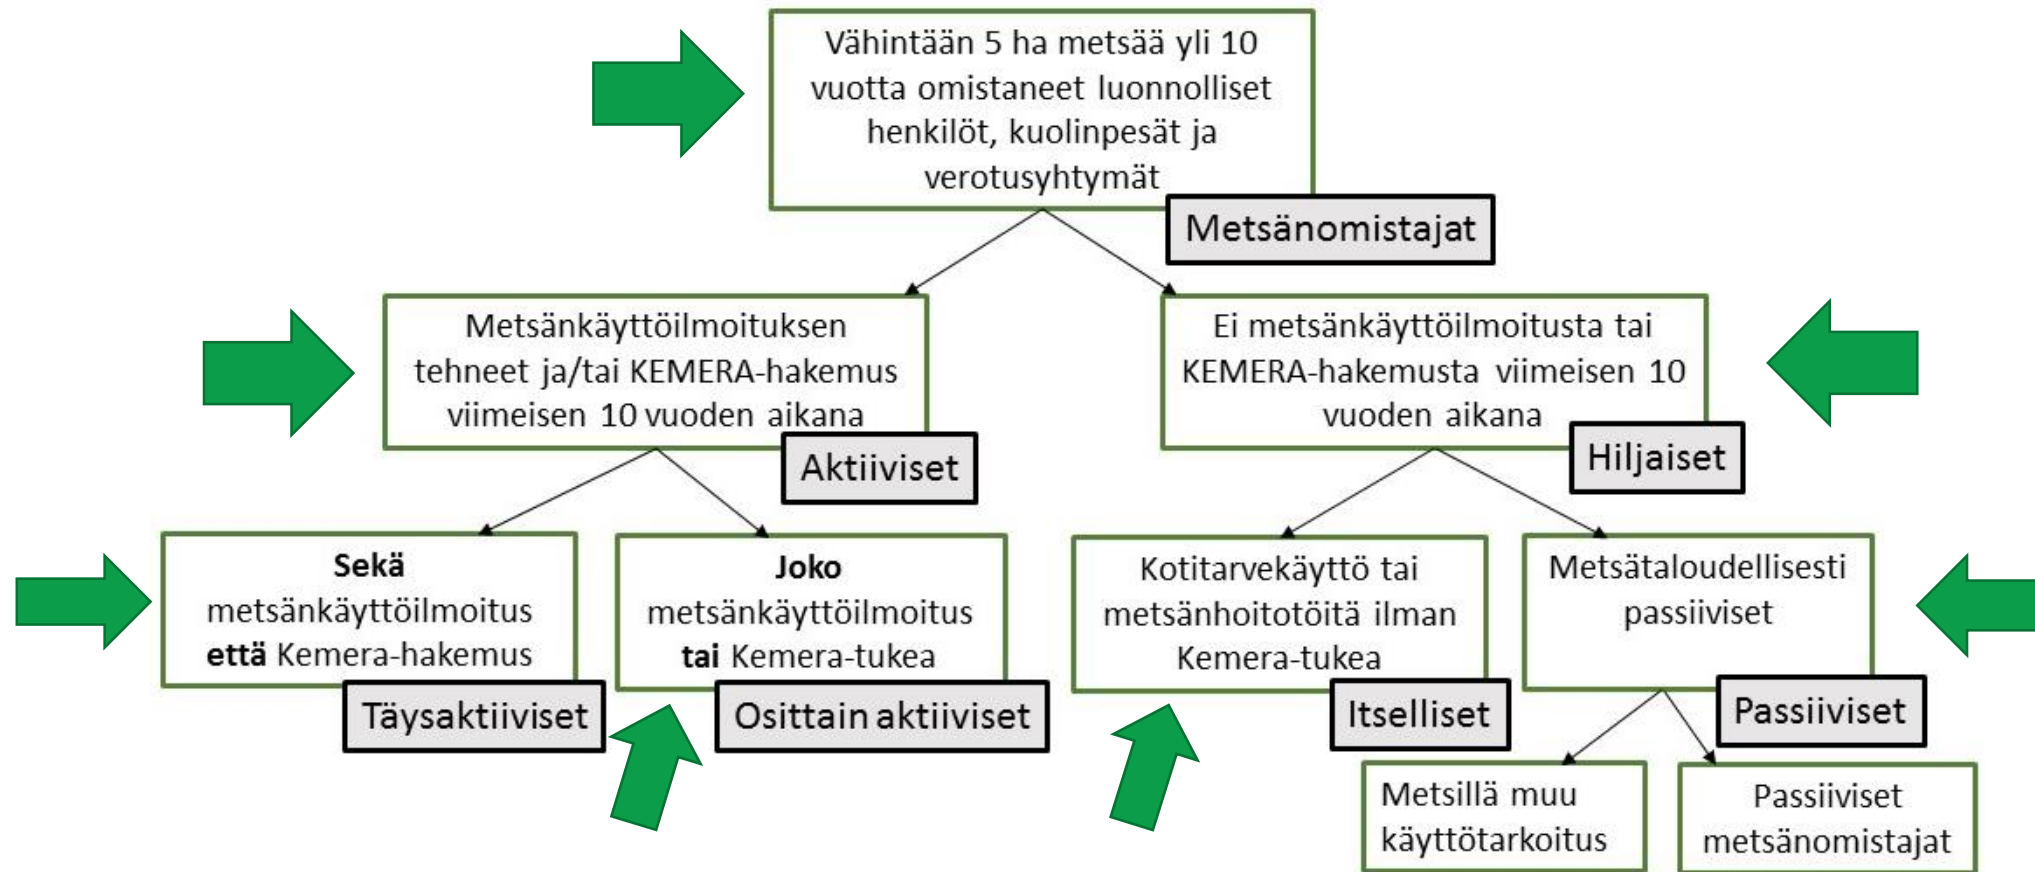 Vähintään 5 ha metsää yli 10
vuotta omistaneet luonnolliset
henkilöt, kuolinpesät ja
verotusyhtymät
Metsänomistajat
Metsänkäyttöilmoituksen
tehneet ja/tai KEMERA-hakemus
viimeisen 10 vuoden aikana
Aktiiviset
Ei metsänkäyttöilmoitusta tai
KEMERA-hakemusta viimeisen 10
vuoden aikana
Hiljaiset
Sekä
metsänkäyttöilmoitus
että Kemera-hakemus
Täysaktiiviset
Joko
metsänkäyttöilmoitus
tai Kemera-tukea
Osittain aktiiviset
Kotitarvekäyttö tai
metsänhoitotöitä ilman
Kemera-tukea
Itselliset
Metsätaloudellisesti
passiiviset
Passiiviset
Metsillä muu
käyttötarkoitus
Passiiviset
metsänomistajat